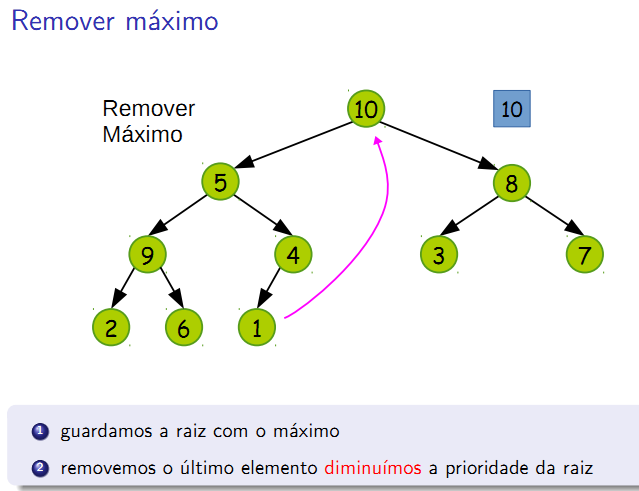 Remover máximo
Remover
Máximo
10
10
5
8
9
4
3
7
2
6
1
1 guardamos a raiz com o máximo
2 removemos o último elemento diminuímos a prioridade da raiz